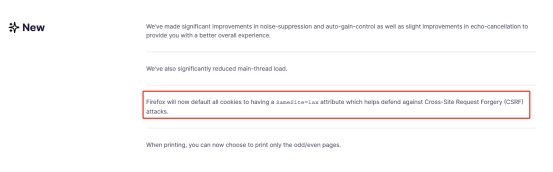 New
We've made significant improvements in noise-suppression and auto-gain-control as well as slight improvements in echo-cancellation to
provide you with a better overall experience.
We've also significantly reduced main-thread load.
Firefox will now default all cookies to having a SameSite=lax attribute which helps defend against Cross-Site Request Forgery (CSRF)
attacks.
When printing, you can now choose to print only the odd/even pages.